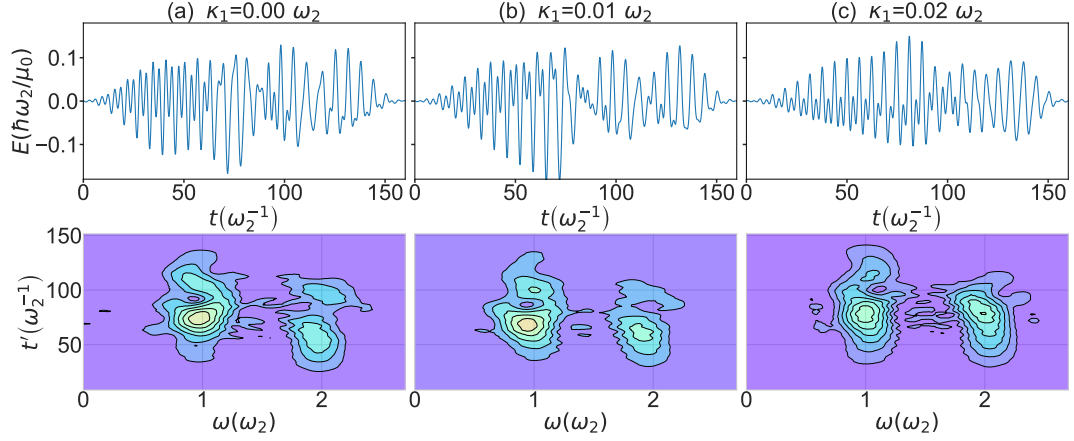 (a) κ₁=0.00 ω₂
(b) κ₁=0.01 ω₂
(c) κ₁=0.02 ω₂
E(ħω₂/μ₀)
0.1
0.0
−0.1
0 50 100 150
0 50 100 150
0 50 100 150
t(ω₂⁻¹)
t(ω₂⁻¹)
t(ω₂⁻¹)
t′(ω₂⁻¹)
150
100
50
0 1 2
0 1 2
0 1 2
ω(ω₂)
ω(ω₂)
ω(ω₂)